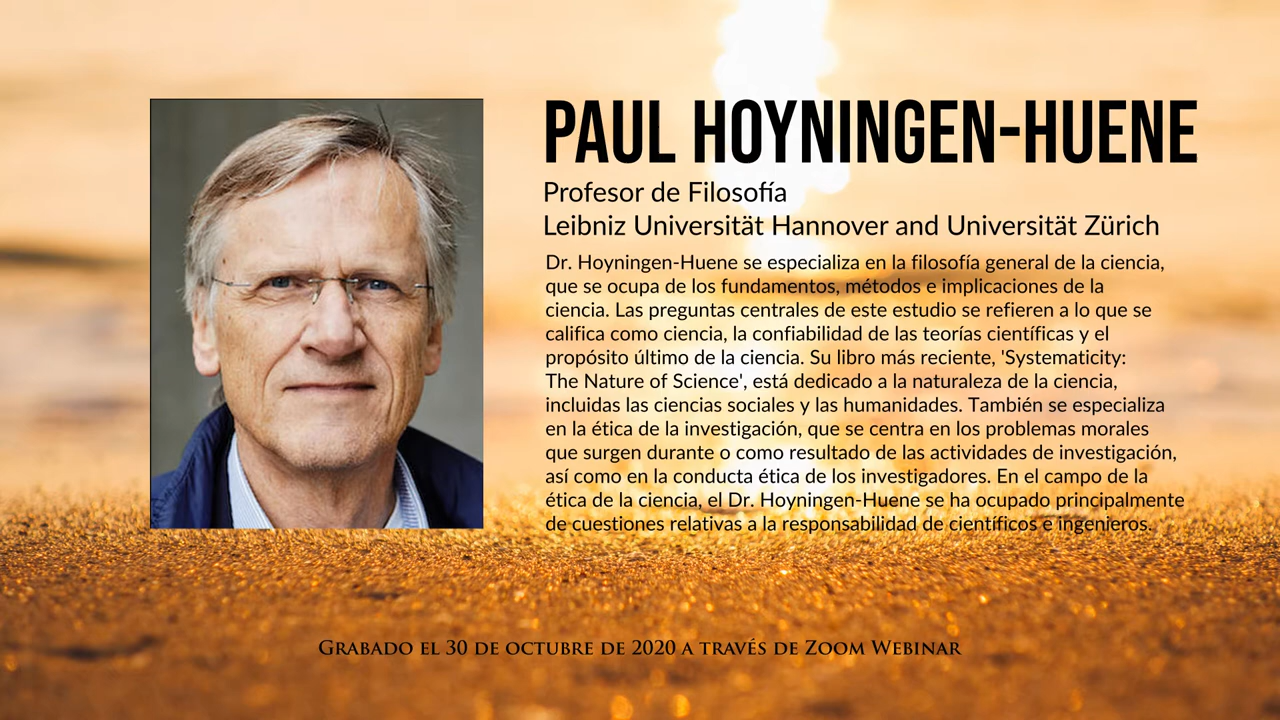 PAUL HOYNINGEN-HUENE
Profesor de Filosofía
Leibniz Universität Hannover and Universität Zürich
Dr. Hoyningen-Huene se especializa en la filosofía general de la ciencia,
que se ocupa de los fundamentos, métodos e implicaciones de la
ciencia. Las preguntas centrales de este estudio se refieren a lo que se
califica como ciencia, la confiabilidad de las teorías científicas y el
propósito último de la ciencia. Su libro más reciente, 'Systematicity:
The Nature of Science', está dedicado a la naturaleza de la ciencia,
incluidas las ciencias sociales y las humanidades. También se especializa
en la ética de la investigación, que se centra en los problemas morales
que surgen durante o como resultado de las actividades de investigación,
así como en la conducta ética de los investigadores. En el campo de la
ética de la ciencia, el Dr. Hoyningen-Huene se ha ocupado principalmente
de cuestiones relativas a la responsabilidad de científicos e ingenieros.
Grabado el 30 de octubre de 2020 a través de Zoom Webinar